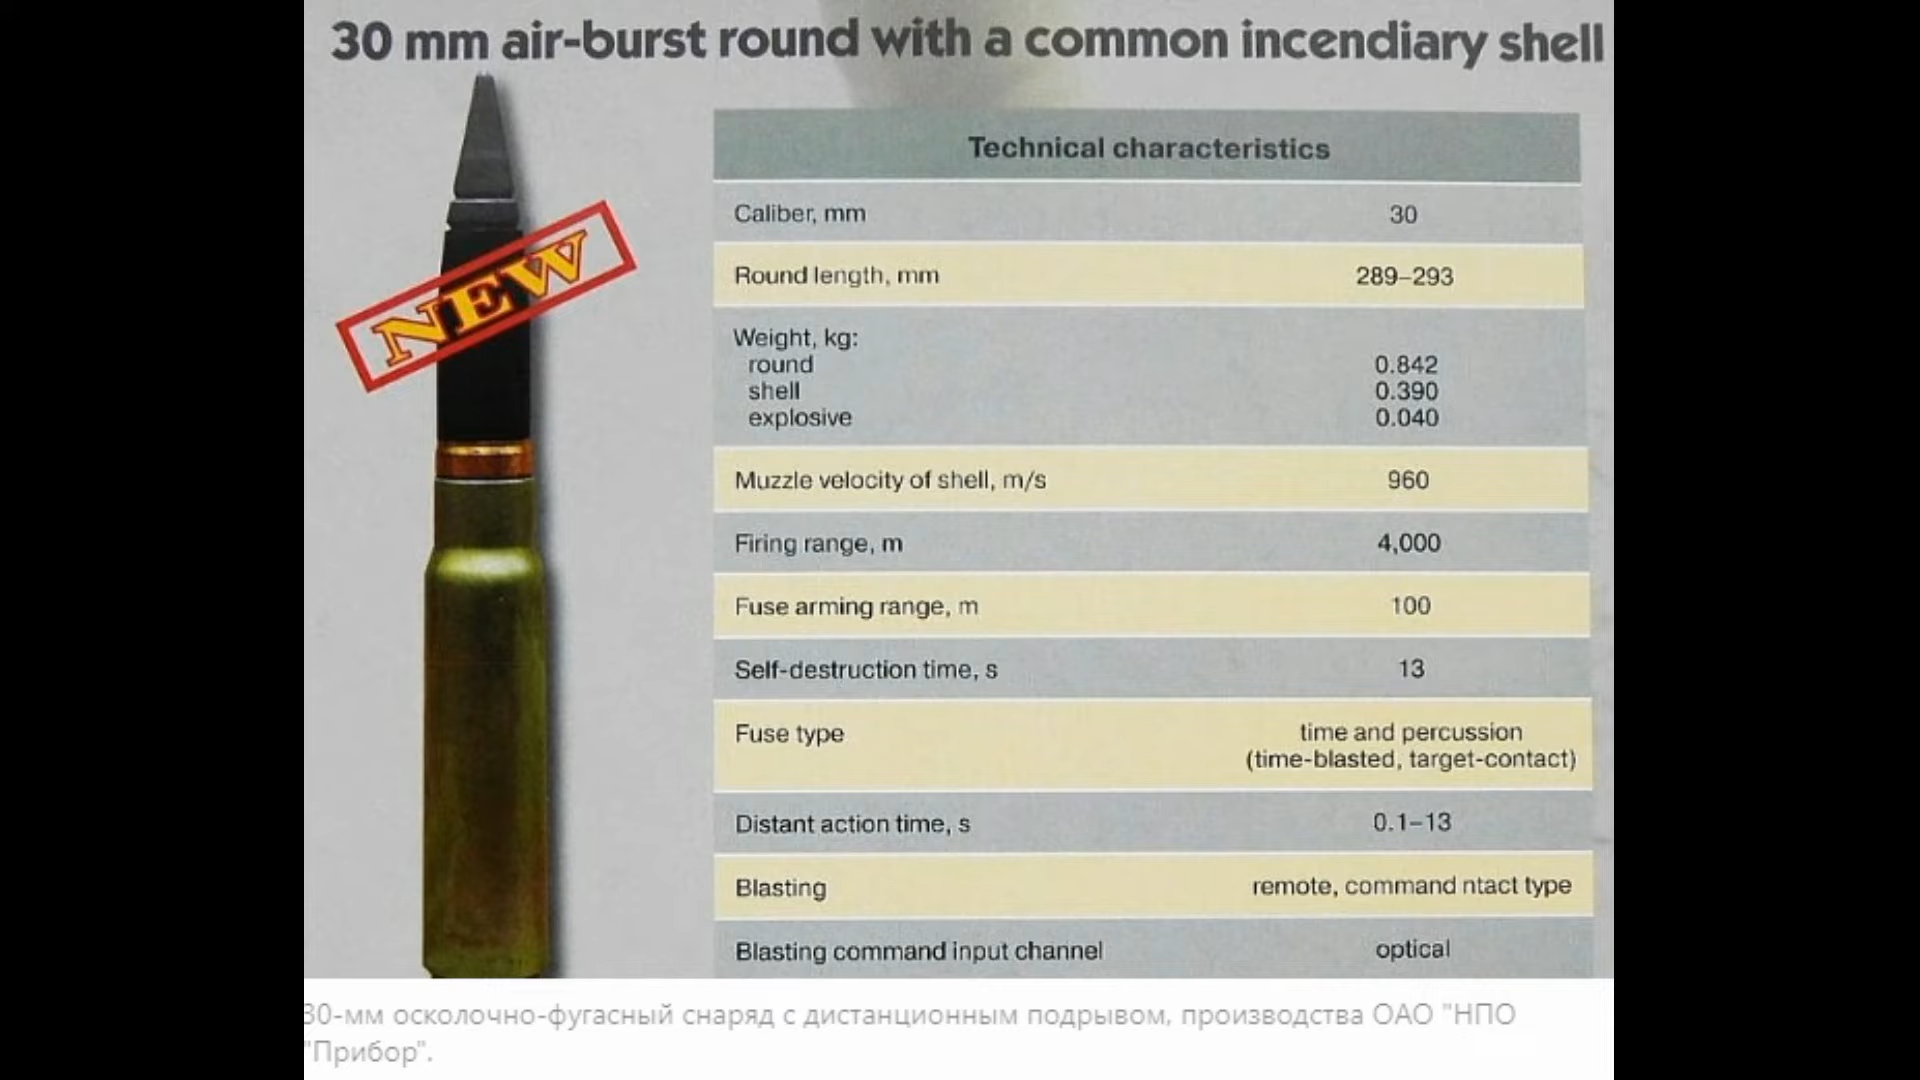 30 mm air-burst round with a common incendiary shell
NEW
Technical characteristics
Caliber, mm 30
Round length, mm 289–293
Weight, kg:
round 0.842
shell 0.390
explosive 0.040
Muzzle velocity of shell, m/s 960
Firing range, m 4,000
Fuse arming range, m 100
Self-destruction time, s 13
Fuse type time and percussion
(time-blasted, target-contact)
Distant action time, s 0.1–13
Blasting remote, command ntact type
Blasting command input channel optical
30-мм осколочно-фугасный снаряд с дистанционным подрывом, производства ОАО "НПО
"Прибор".